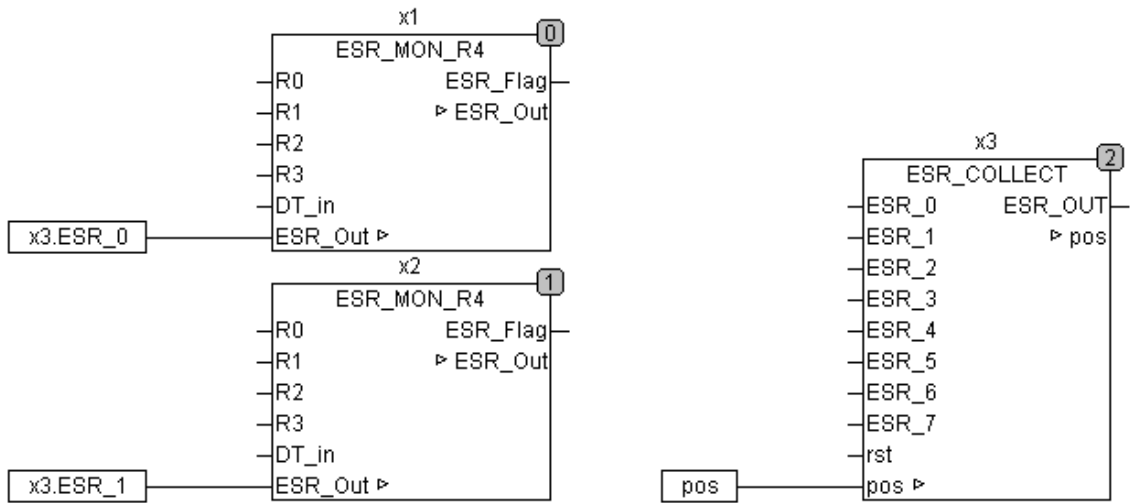 x1
0
ESR_MON_R4
R0 ESR_Flag
R1 ESR_Out
R2
R3
DT_in
x3.ESR_0 ESR_Out
x2
1
ESR_MON_R4
R0 ESR_Flag
R1 ESR_Out
R2
R3
DT_in
x3.ESR_1 ESR_Out
x3
2
ESR_COLLECT
ESR_0 ESR_OUT
ESR_1 pos
ESR_2
ESR_3
ESR_4
ESR_5
ESR_6
ESR_7
rst
pos pos